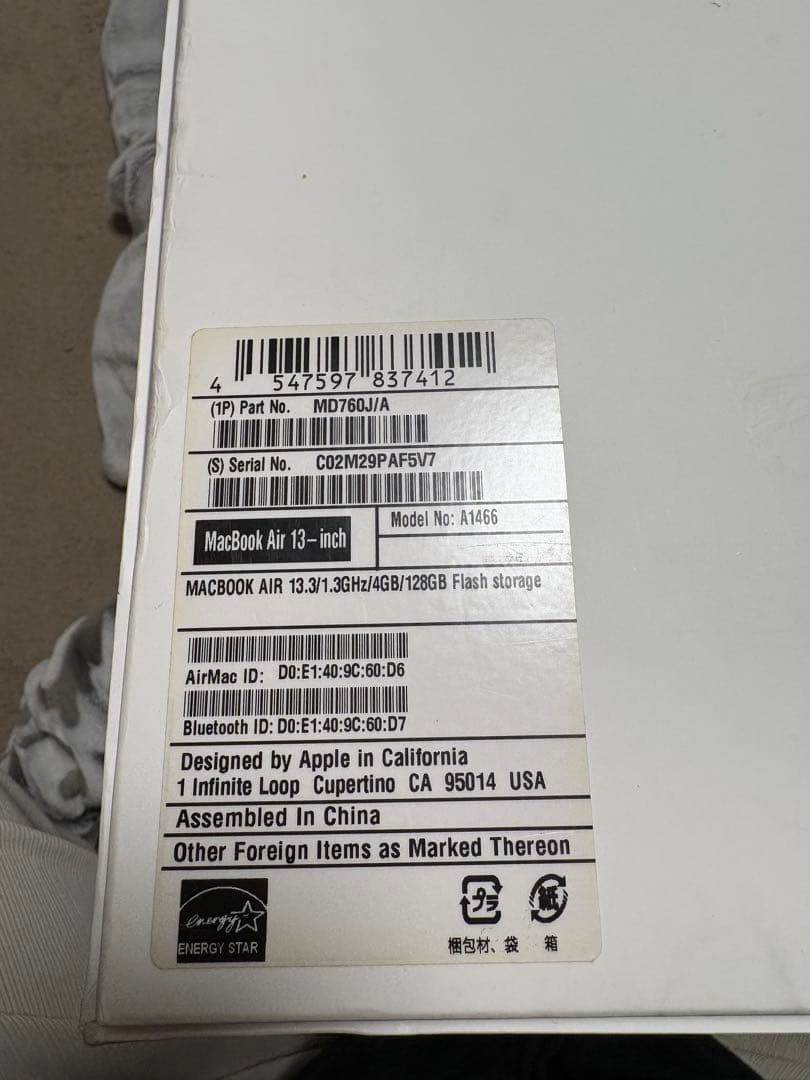 4 547597 837412
(1P) Part No. MD760J/A
(S) Serial No. C02M29PAF5V7
MacBook Air 13-inch
Model No: A1466
MACBOOK AIR 13.3/1.3GHz/4GB/128GB Flash storage
AirMac ID: D0:E1:40:9C:60:D6
Bluetooth ID: D0:E1:40:9C:60:D7
Designed by Apple in California
1 Infinite Loop Cupertino CA 95014 USA
Assembled In China
Other Foreign Items as Marked Thereon
energy
ENERGY STAR
プラ
紙
梱包材、袋
箱